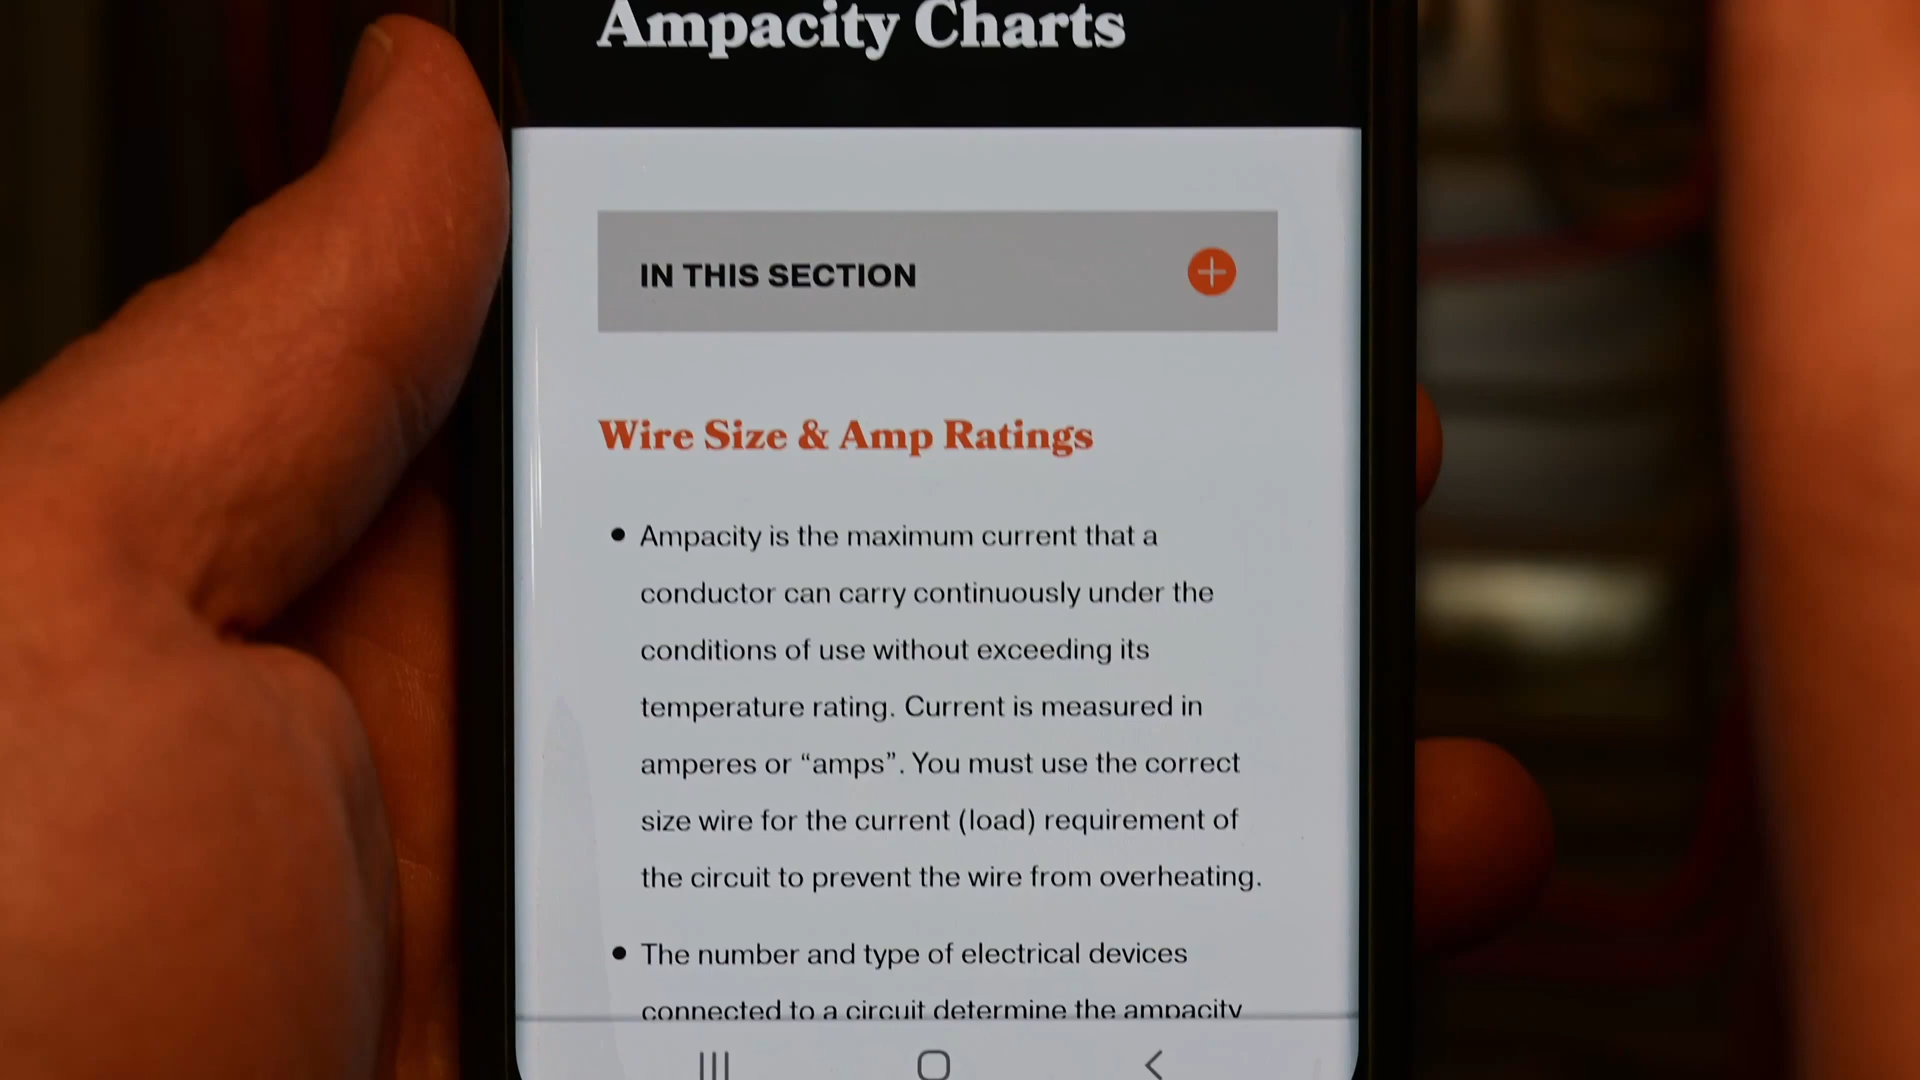 Ampacity Charts
IN THIS SECTION
Wire Size & Amp Ratings
• Ampacity is the maximum current that a
conductor can carry continuously under the
conditions of use without exceeding its
temperature rating. Current is measured in
amperes or “amps”. You must use the correct
size wire for the current (load) requirement of
the circuit to prevent the wire from overheating.
• The number and type of electrical devices
connected to a circuit determine the ampacity